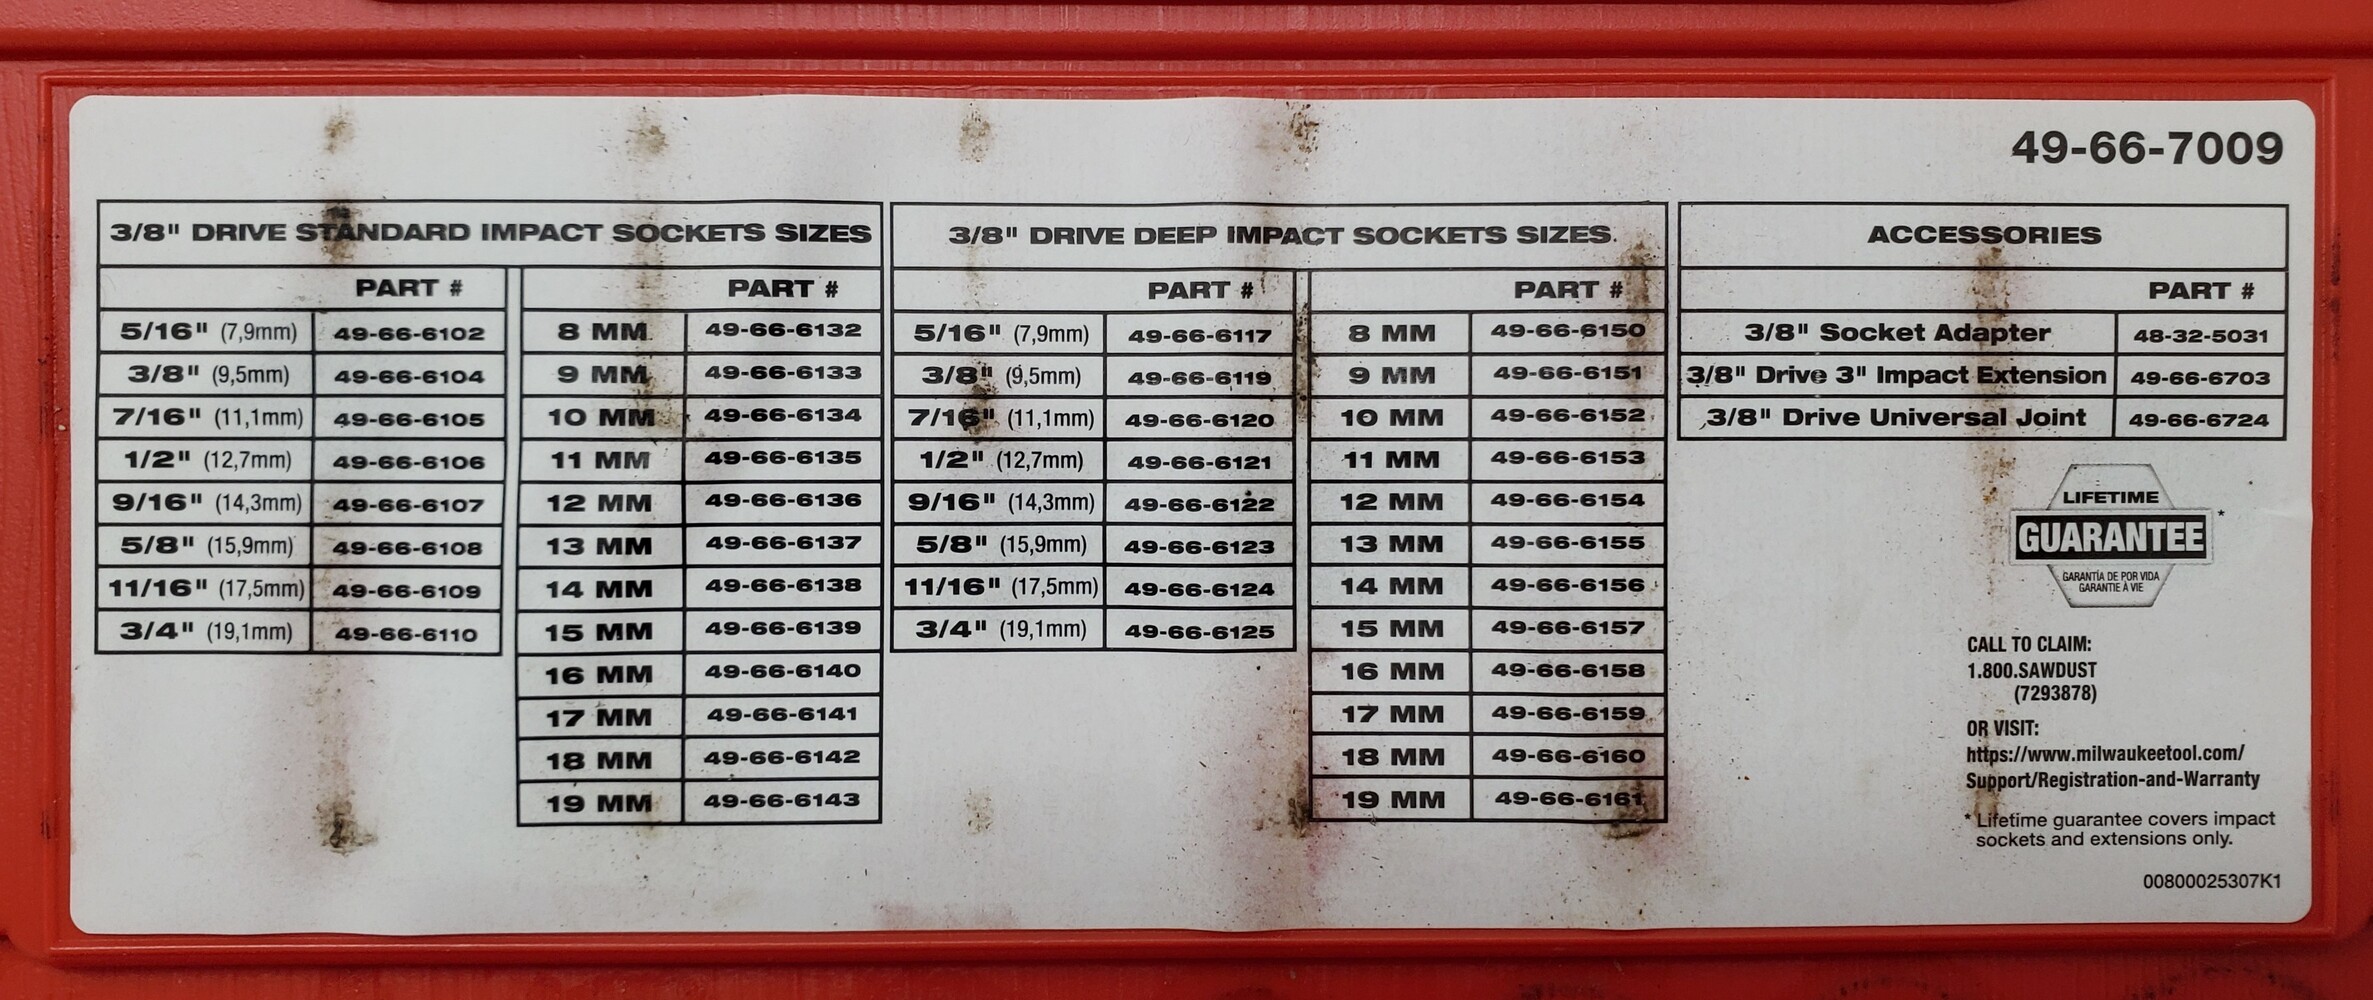 49-66-7009
3/8" DRIVE STANDARD IMPACT SOCKETS SIZES
PART # PART #
5/16" (7,9mm) 49-66-6102 8 MM 49-66-6132
3/8" (9,5mm) 49-66-6104 9 MM 49-66-6133
7/16" (11,1mm) 49-66-6105 10 MM 49-66-6134
1/2" (12,7mm) 49-66-6106 11 MM 49-66-6135
9/16" (14,3mm) 49-66-6107 12 MM 49-66-6136
5/8" (15,9mm) 49-66-6108 13 MM 49-66-6137
11/16" (17,5mm) 49-66-6109 14 MM 49-66-6138
3/4" (19,1mm) 49-66-6110 15 MM 49-66-6139
16 MM 49-66-6140
17 MM 49-66-6141
18 MM 49-66-6142
19 MM 49-66-6143
3/8" DRIVE DEEP IMPACT SOCKETS SIZES
PART # PART #
5/16" (7,9mm) 49-66-6117 8 MM 49-66-6150
3/8" (9,5mm) 49-66-6119 9 MM 49-66-6151
7/16" (11,1mm) 49-66-6120 10 MM 49-66-6152
1/2" (12,7mm) 49-66-6121 11 MM 49-66-6153
9/16" (14,3mm) 49-66-6122 12 MM 49-66-6154
5/8" (15,9mm) 49-66-6123 13 MM 49-66-6155
11/16" (17,5mm) 49-66-6124 14 MM 49-66-6156
3/4" (19,1mm) 49-66-6125 15 MM 49-66-6157
16 MM 49-66-6158
17 MM 49-66-6159
18 MM 49-66-6160
19 MM 49-66-6161
ACCESSORIES
PART #
3/8" Socket Adapter 48-32-5031
3/8" Drive 3" Impact Extension 49-66-6703
3/8" Drive Universal Joint 49-66-6724
LIFETIME
GUARANTEE *
GARANTÍA DE POR VIDA
GARANTIE À VIE
CALL TO CLAIM:
1.800.SAWDUST
(7293878)
OR VISIT:
https://www.milwaukeetool.com/
Support/Registration-and-Warranty
* Lifetime guarantee covers impact
sockets and extensions only.
00800025307K1